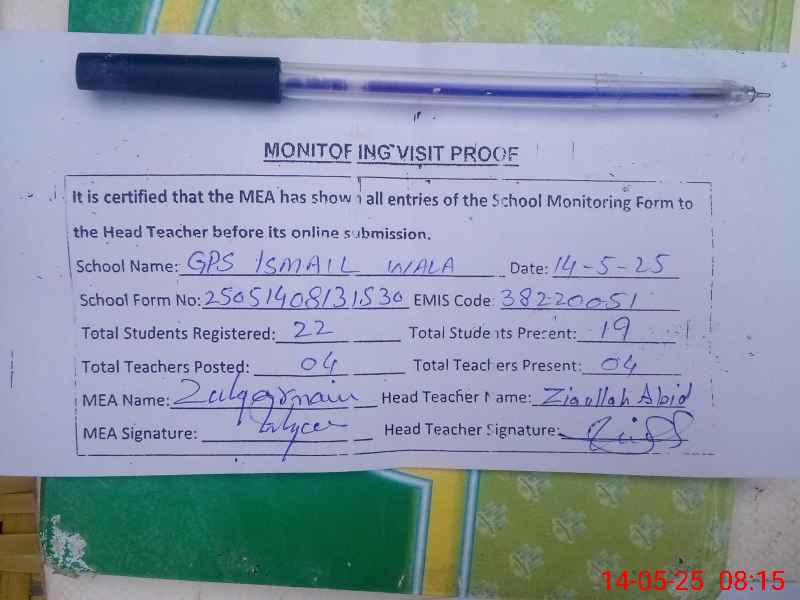 MONITORING VISIT PROOF
It is certified that the MEA has shown all entries of the School Monitoring Form to
the Head Teacher before its online submission.
School Name: GPS ISMAIL WALA Date: 14-5-25
School Form No: 25051408131530 EMIS Code: 38220051
Total Students Registered: 22 Total Students Present: 19
Total Teachers Posted: 04 Total Teachers Present: 04
MEA Name: Zulqarnain Head Teacher Name: Ziaullah Abid
MEA Signature: Head Teacher Signature:
14-05-25 08:15